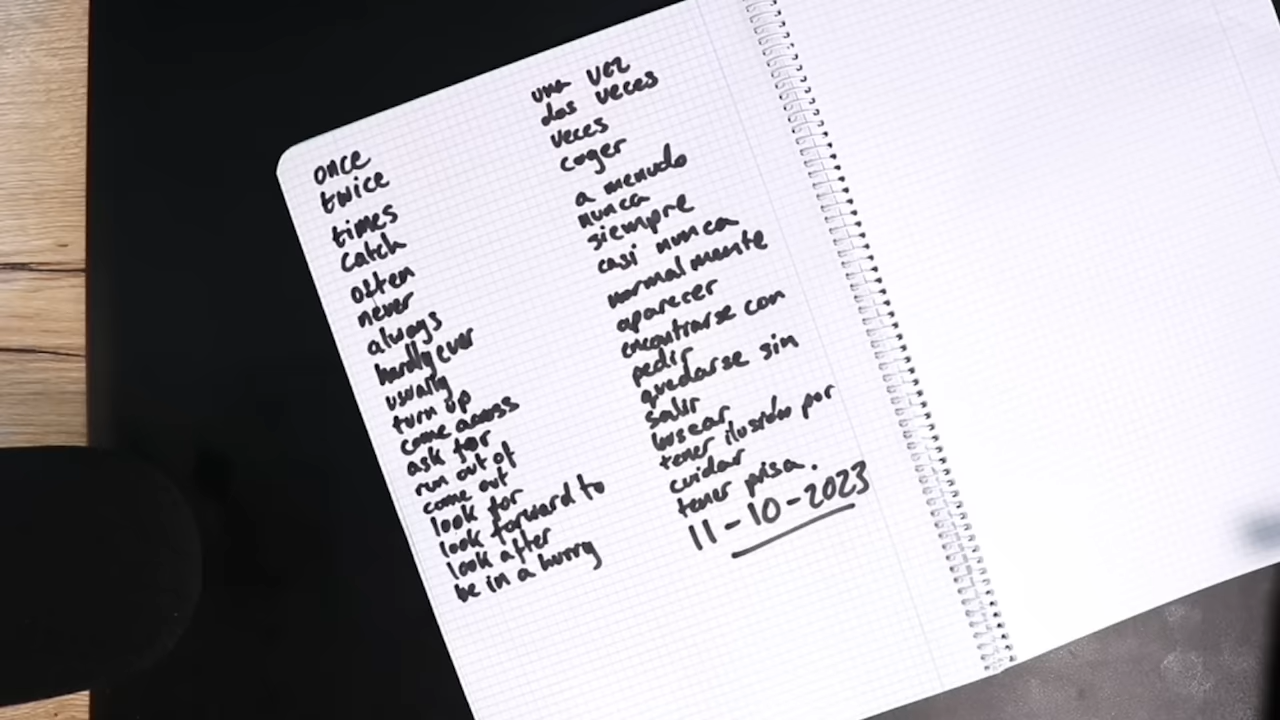 once una vez
twice dos veces
times veces
catch coger
often a menudo
never nunca
always siempre
hardly ever casi nunca
usually normalmente
turn up aparecer
come across encontrarse con
ask for pedir
run out of quedarse sin
come out salir
look for buscar
look forward to tener ilusión por
look after cuidar
be in a hurry tener prisa.
11-10-2023